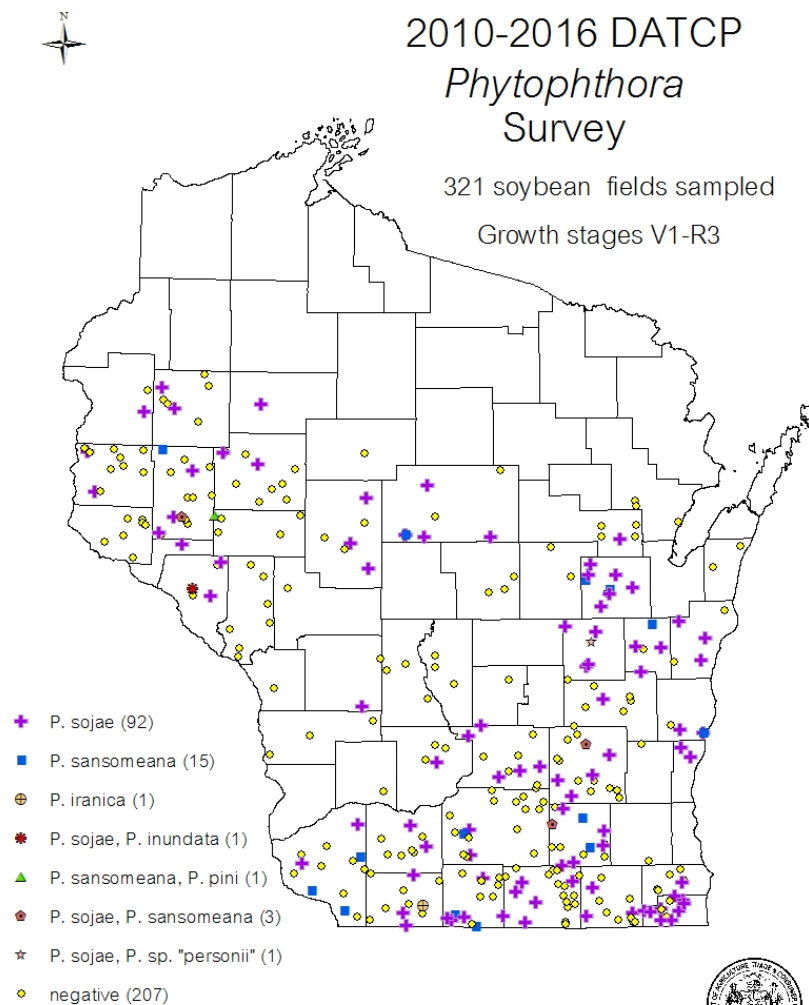 N
2010-2016 DATCP
Phytophthora
Survey
321 soybean fields sampled
Growth stages V1-R3
P. sojae (92)
P. sansomeana (15)
P. iranica (1)
P. sojae, P. inundata (1)
P. sansomeana, P. pini (1)
P. sojae, P. sansomeana (3)
P. sojae, P. sp. "personii" (1)
negative (207)